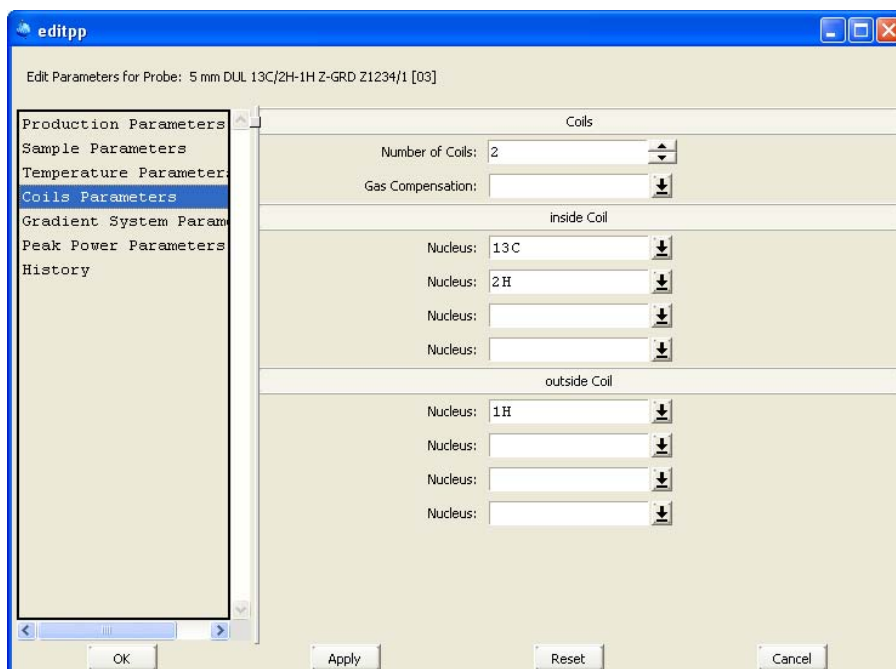 editpp
Edit Parameters for Probe: 5 mm DUL 13C/2H-1H Z-GRD Z1234/1 [03]
Production Parameters
Sample Parameters
Temperature Parameters
Coils Parameters
Gradient System Param
Peak Power Parameters
History
Coils
Number of Coils: 2
Gas Compensation:
inside Coil
Nucleus: 13C
Nucleus: 2H
Nucleus:
Nucleus:
outside Coil
Nucleus: 1H
Nucleus:
Nucleus:
Nucleus:
OK Apply Reset Cancel